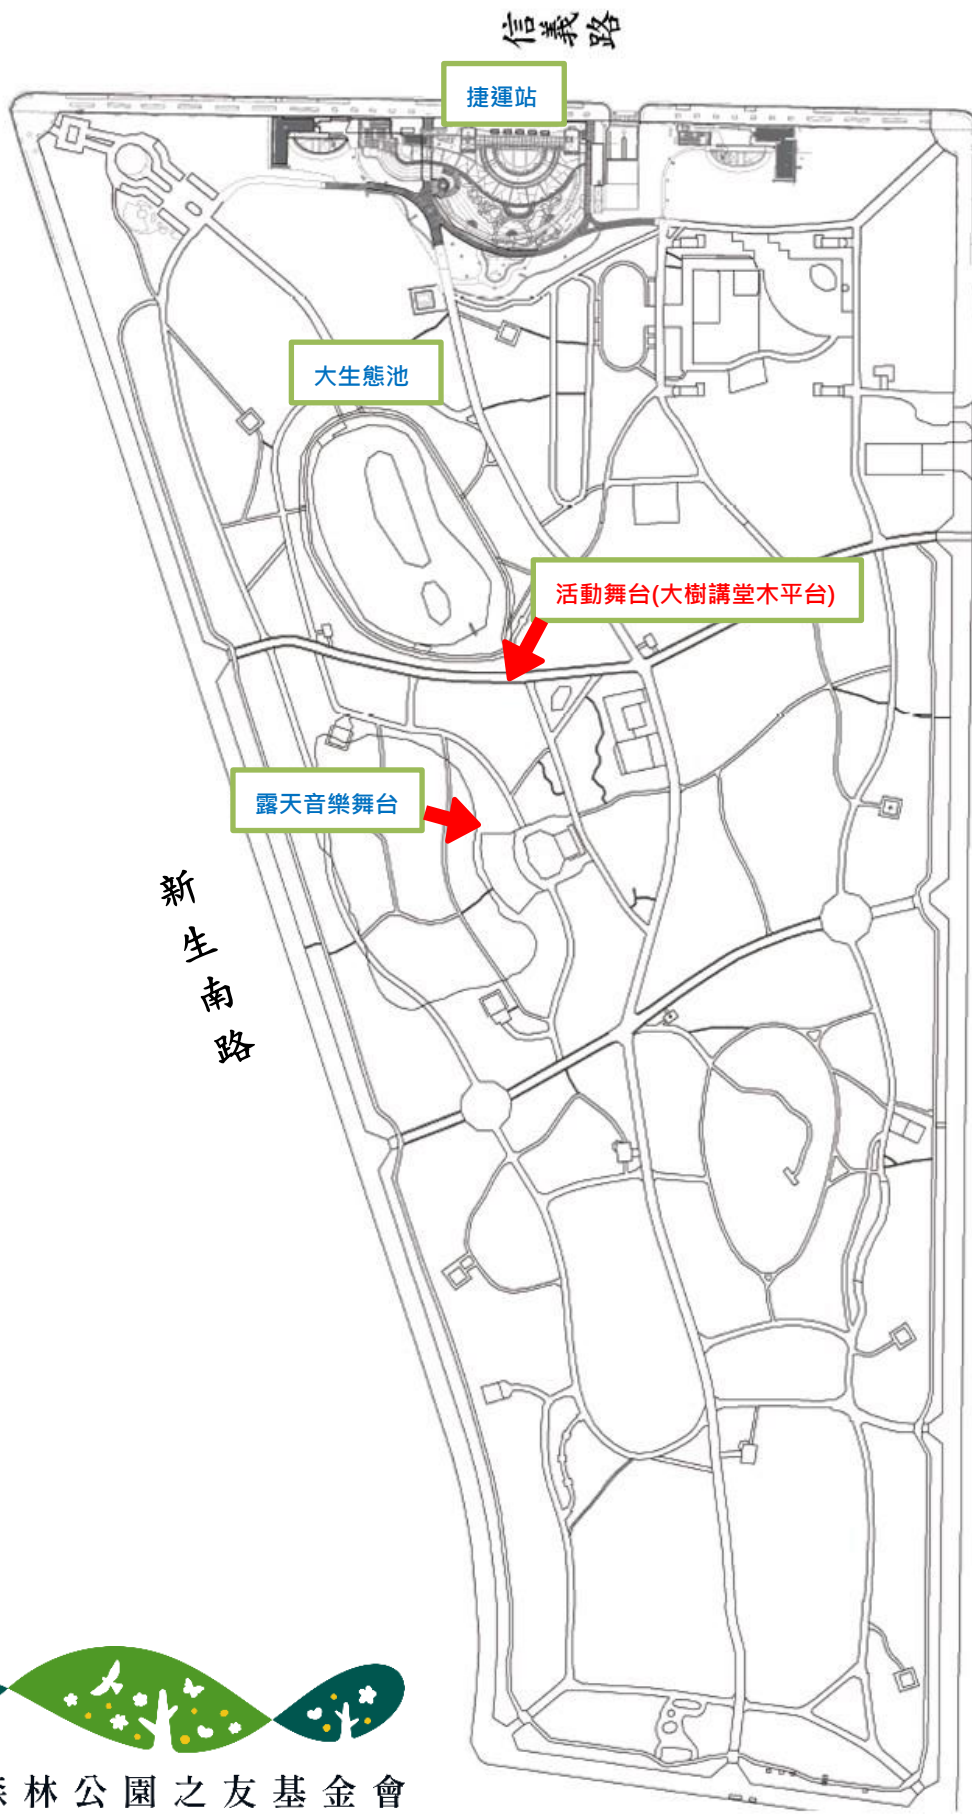 信義路
捷運站
大生態池
活動舞台(大樹講堂木平台)
露天音樂舞台
新生南路
森林公園之友基金會